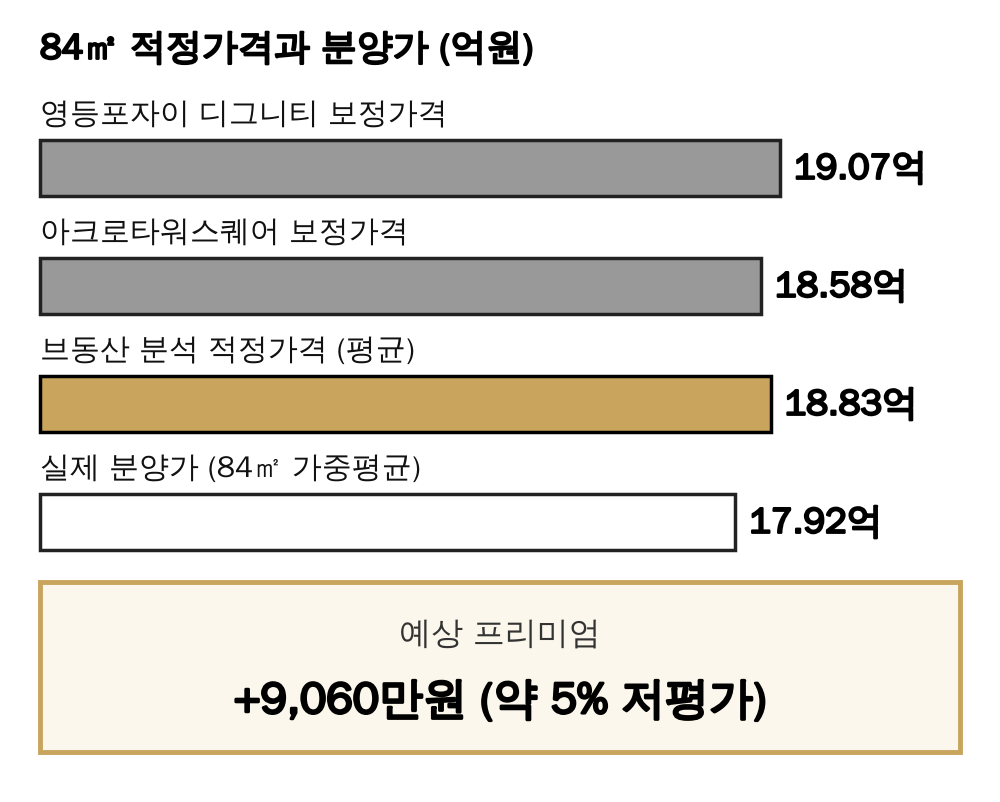 84㎡ 적정가격과 분양가 (억원)
영등포자이 디그니티 보정가격
19.07억
아크로타워스퀘어 보정가격
18.58억
브동산 분석 적정가격 (평균)
18.83억
실제 분양가 (84㎡ 가중평균)
17.92억
예상 프리미엄
+9,060만원 (약 5% 저평가)